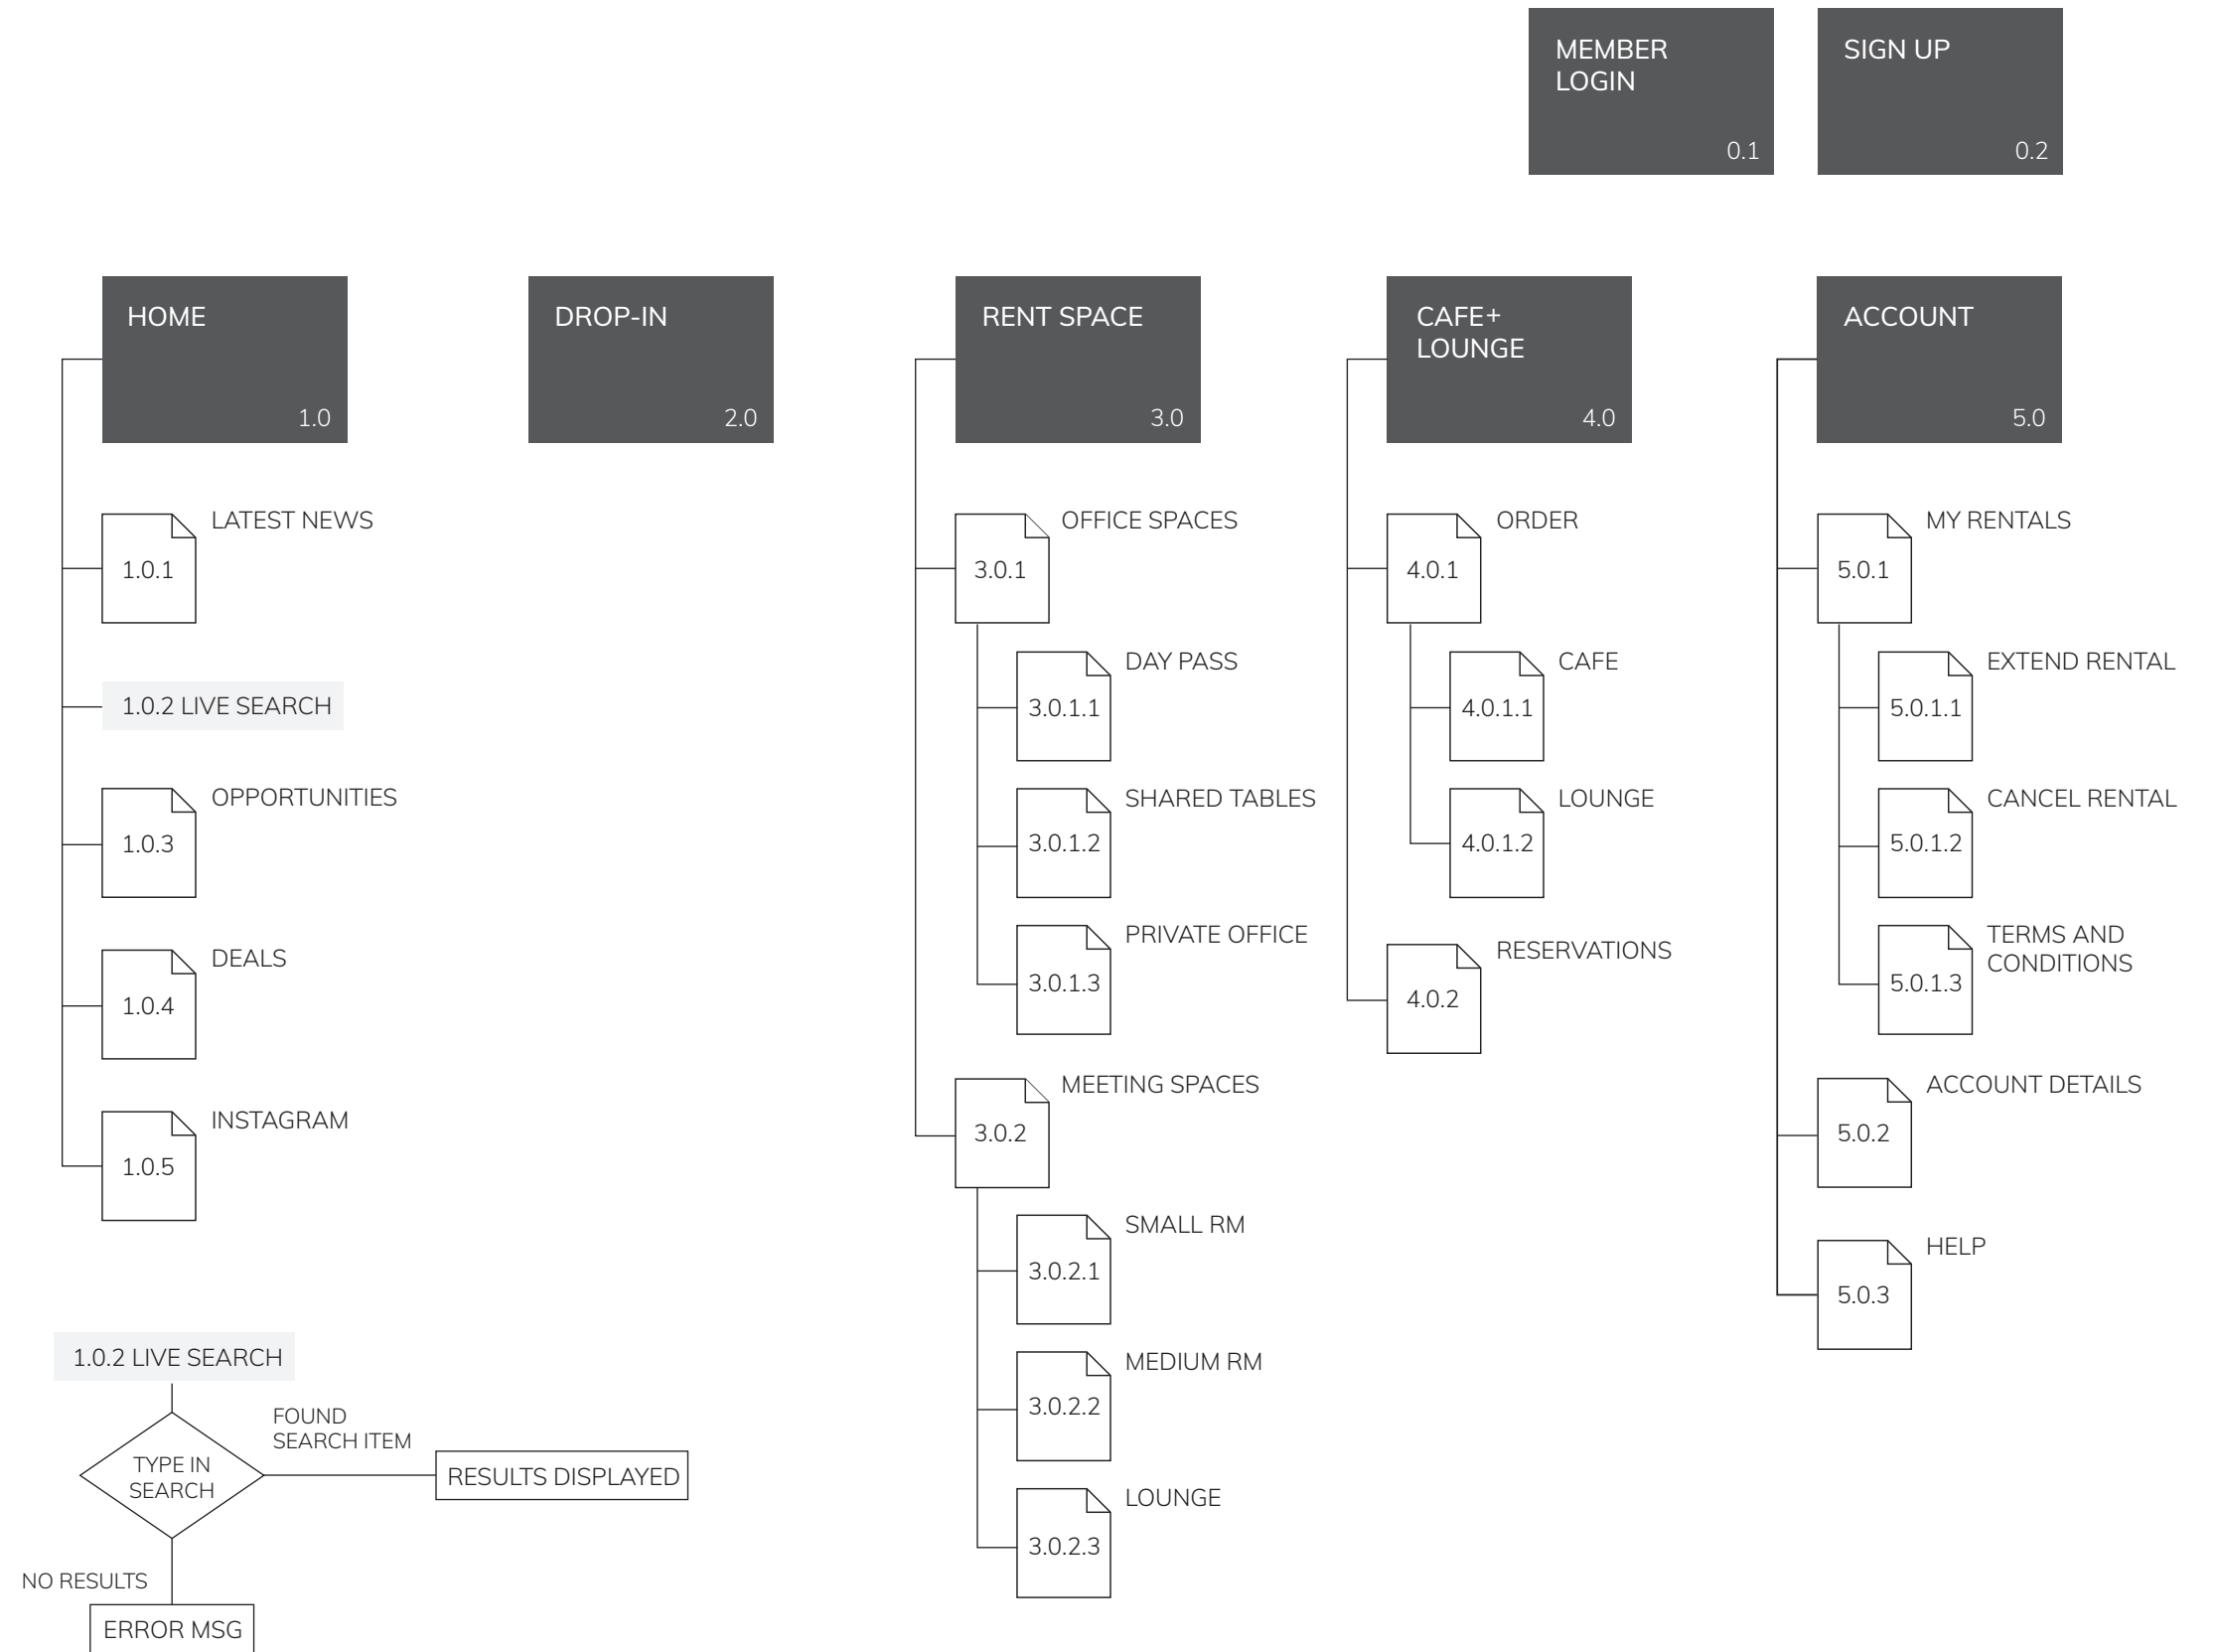 MEMBER
LOGIN
0.1
SIGN UP
0.2
HOME
1.0
DROP-IN
2.0
RENT SPACE
3.0
CAFE+
LOUNGE
4.0
ACCOUNT
5.0
LATEST NEWS
1.0.1
1.0.2 LIVE SEARCH
OPPORTUNITIES
1.0.3
DEALS
1.0.4
INSTAGRAM
1.0.5
OFFICE SPACES
3.0.1
DAY PASS
3.0.1.1
SHARED TABLES
3.0.1.2
PRIVATE OFFICE
3.0.1.3
MEETING SPACES
3.0.2
SMALL RM
3.0.2.1
MEDIUM RM
3.0.2.2
LOUNGE
3.0.2.3
ORDER
4.0.1
CAFE
4.0.1.1
LOUNGE
4.0.1.2
RESERVATIONS
4.0.2
MY RENTALS
5.0.1
EXTEND RENTAL
5.0.1.1
CANCEL RENTAL
5.0.1.2
TERMS AND
CONDITIONS
5.0.1.3
ACCOUNT DETAILS
5.0.2
HELP
5.0.3
1.0.2 LIVE SEARCH
TYPE IN
SEARCH
FOUND
SEARCH ITEM
RESULTS DISPLAYED
NO RESULTS
ERROR MSG